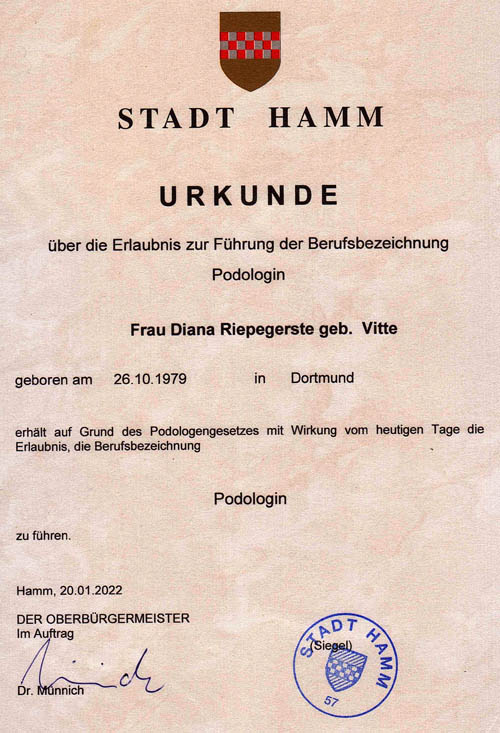 STADT HAMM
URKUNDE
über die Erlaubnis zur Führung der Berufsbezeichnung
Podologin
Frau Diana Riepegerste geb. Vitte
geboren am 26.10.1979 in Dortmund
erhält auf Grund des Podologengesetzes mit Wirkung vom heutigen Tage die
Erlaubnis, die Berufsbezeichnung
Podologin
zu führen.
Hamm, 20.01.2022
DER OBERBÜRGERMEISTER
Im Auftrag
Dr. Münnich
STADT HAMM
(Siegel)
57